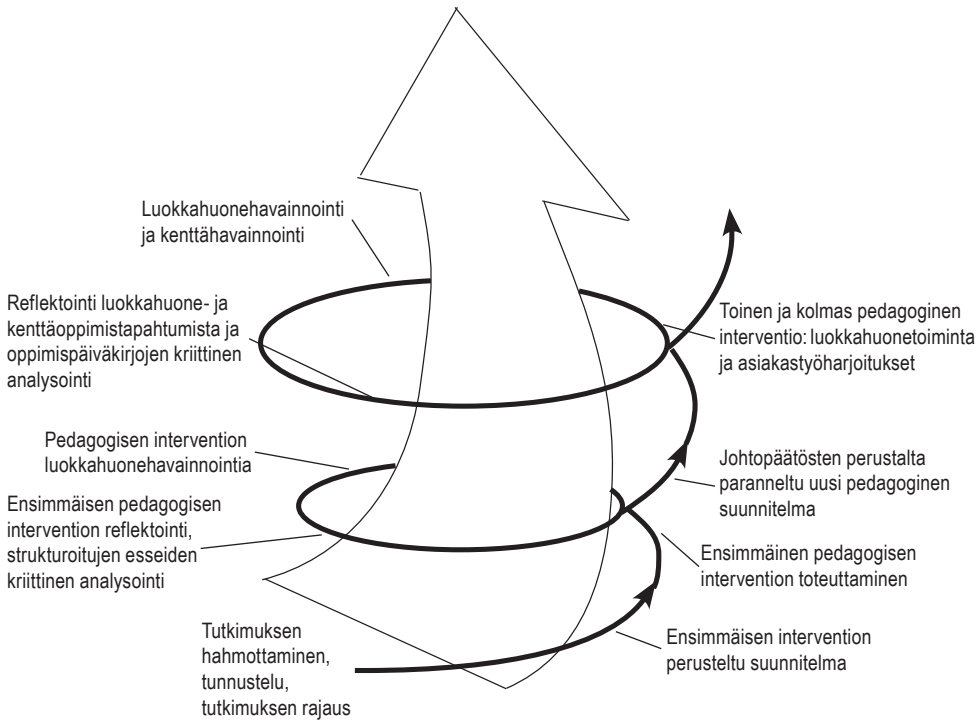 Luokkahuonehavainnointi
ja kenttähavainnointi
Reflektointi luokkahuone- ja
kenttäoppimistapahtumista ja
oppimispäiväkirjojen kriittinen
analysointi
Toinen ja kolmas pedagoginen
interventio: luokkahuonetoiminta
ja asiakastyöharjoitukset
Pedagogisen intervention
luokkahuonehavainnointia
Johtopäätösten perustalta
paranneltu uusi pedagoginen
suunnitelma
Ensimmäisen pedagogisen
intervention reflektointi,
strukturoitujen esseiden
kriittinen analysointi
Ensimmäinen pedagogisen
intervention toteuttaminen
Tutkimuksen
hahmottaminen,
tunnustelu,
tutkimuksen rajaus
Ensimmäisen intervention
perusteltu suunnitelma